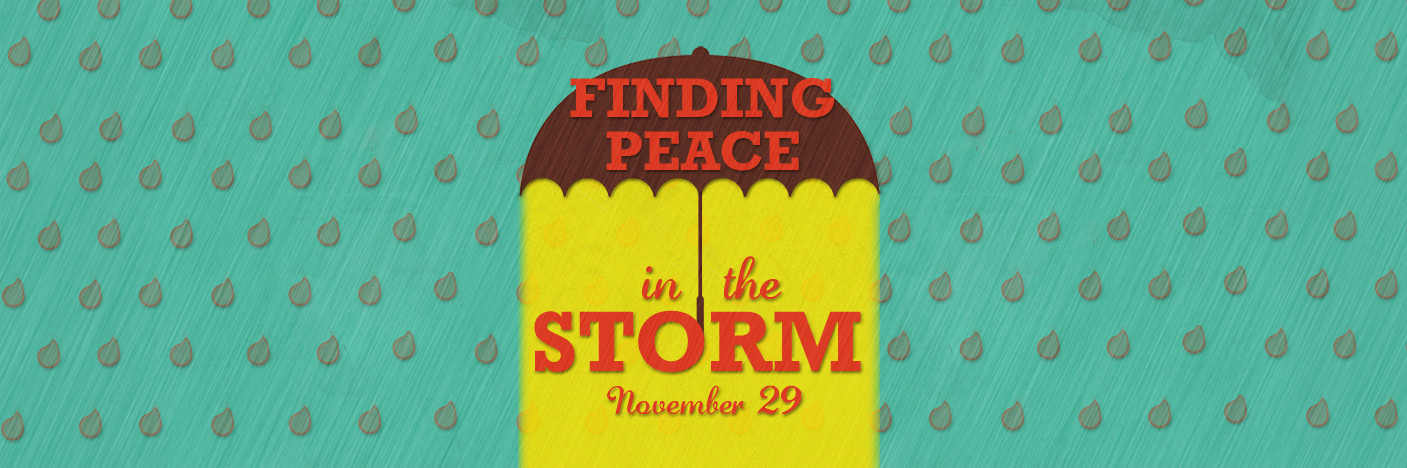 FINDING
PEACE
in the
STORM
November 29